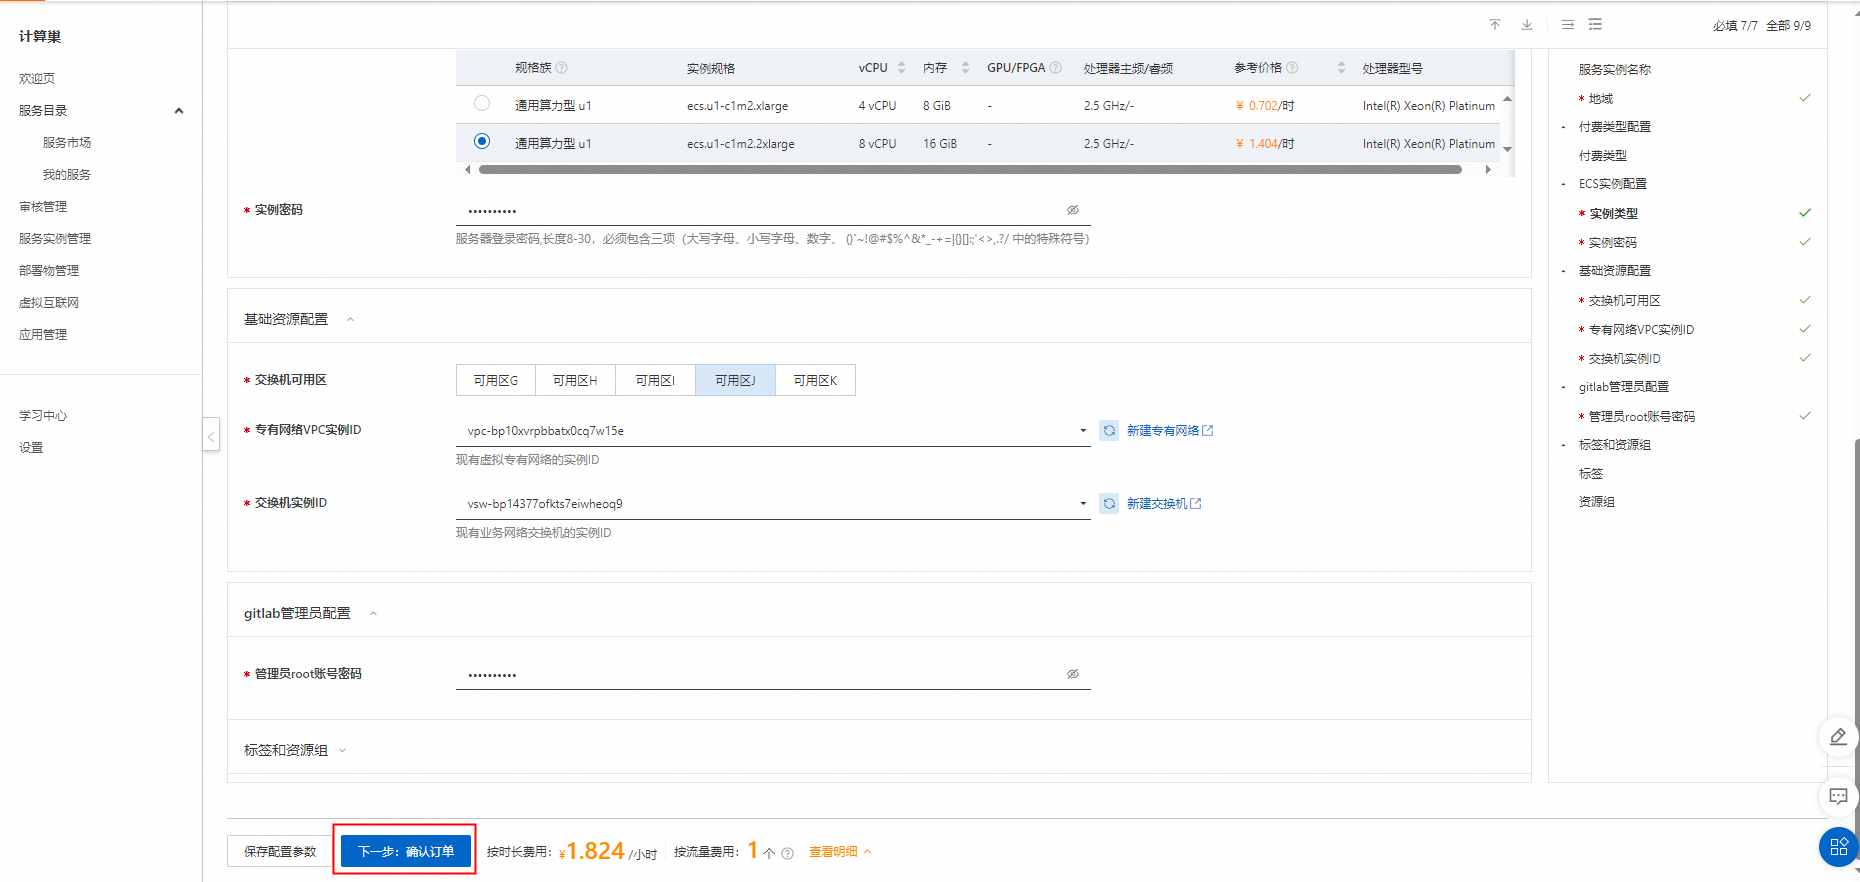 计算巢
欢迎页
服务目录
服务市场
我的服务
审核管理
服务实例管理
部署物管理
虚拟互联网
应用管理
学习中心
设置
必填 7/7 全部 9/9
规格族 实例规格 vCPU 内存 GPU/FPGA 处理器主频/睿频 参考价格 处理器型号
通用算力型 u1 ecs.u1-c1m2.xlarge 4 vCPU 8 GiB - 2.5 GHz/- ¥ 0.702/时 Intel(R) Xeon(R) Platinum
通用算力型 u1 ecs.u1-c1m2.2xlarge 8 vCPU 16 GiB - 2.5 GHz/- ¥ 1.404/时 Intel(R) Xeon(R) Platinum
* 实例密码 ••••••••••
服务器登录密码,长度8-30，必须包含三项（大写字母、小写字母、数字、 ()`~!@#$%^&*_-+=|{}[]:;'<>,.?/ 中的特殊符号）
基础资源配置
* 交换机可用区 可用区G 可用区H 可用区I 可用区J 可用区K
* 专有网络VPC实例ID vpc-bp10xvrpbbatx0cq7w15e 新建专有网络
现有虚拟专有网络的实例ID
* 交换机实例ID vsw-bp14377ofkts7eiwheoq9 新建交换机
现有业务网络交换机的实例ID
gitlab管理员配置
* 管理员root账号密码 ••••••••••
标签和资源组
服务实例名称
* 地域
付费类型配置
付费类型
ECS实例配置
* 实例类型
* 实例密码
基础资源配置
* 交换机可用区
* 专有网络VPC实例ID
* 交换机实例ID
gitlab管理员配置
* 管理员root账号密码
标签和资源组
标签
资源组
保存配置参数 下一步：确认订单 按时长费用： ¥1.824 /小时 按流量费用： 1 个 查看明细